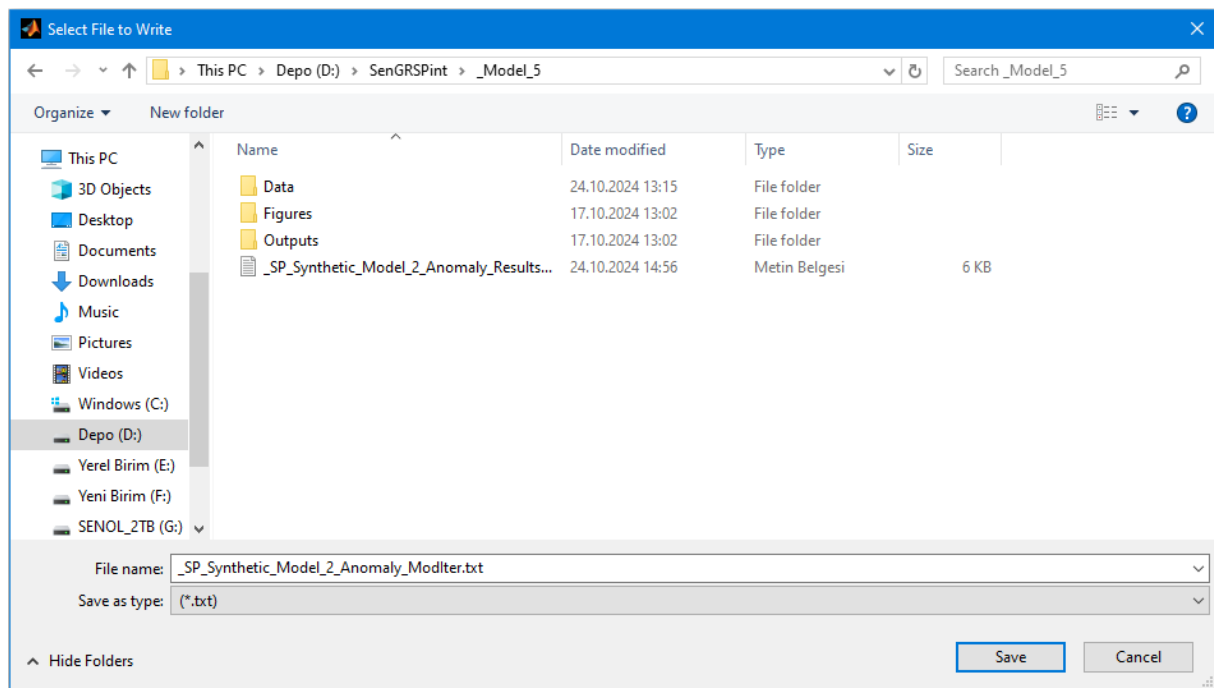 Select File to Write
This PC > Depo (D:) > SenGRSPint > _Model_5
Search _Model_5
Organize
New folder
Name Date modified Type Size
Data 24.10.2024 13:15 File folder
Figures 17.10.2024 13:02 File folder
Outputs 17.10.2024 13:02 File folder
_SP_Synthetic_Model_2_Anomaly_Results... 24.10.2024 14:56 Metin Belgesi 6 KB
This PC
3D Objects
Desktop
Documents
Downloads
Music
Pictures
Videos
Windows (C:)
Depo (D:)
Yerel Birim (E:)
Yeni Birim (F:)
SENOL_2TB (G:)
File name: _SP_Synthetic_Model_2_Anomaly_ModIter.txt
Save as type: (*.txt)
Hide Folders
Save
Cancel